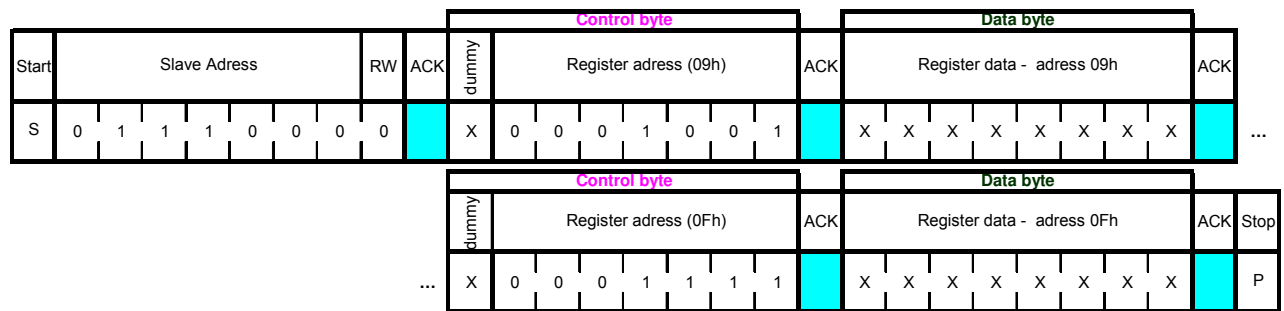 Control byte Data byte
Start Slave Adress RW ACK dummy Register adress (09h) ACK Register data - adress 09h ACK
S 0 1 1 1 0 0 0 0 X 0 0 0 1 0 0 1 X X X X X X X X ...
Control byte Data byte
dummy Register adress (0Fh) ACK Register data - adress 0Fh ACK Stop
... X 0 0 0 1 1 1 1 X X X X X X X X P